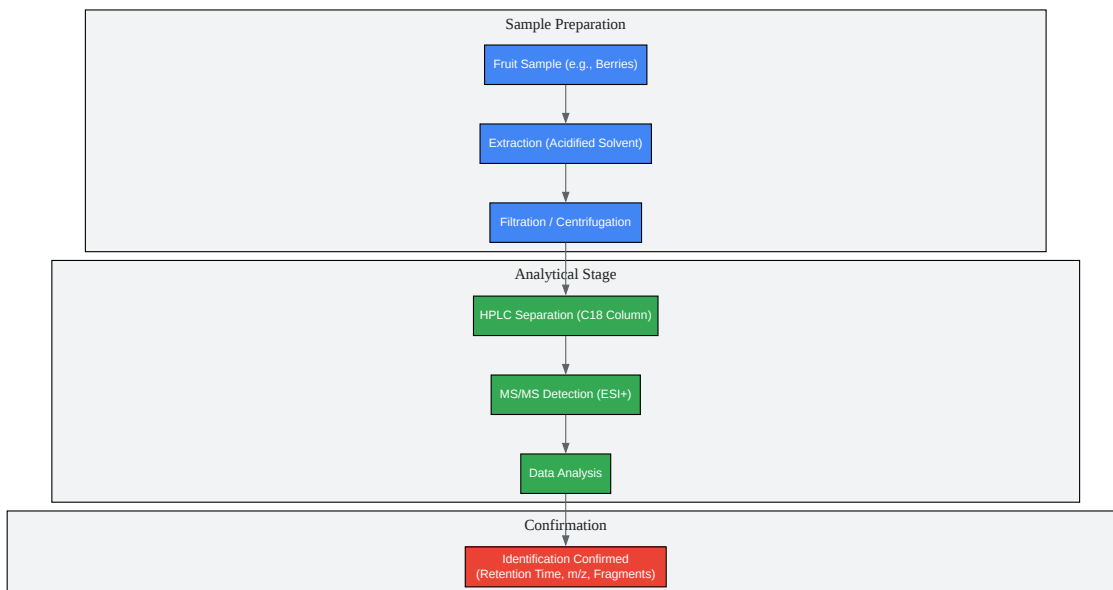 Sample Preparation
Fruit Sample (e.g., Berries)
Extraction (Acidified Solvent)
Filtration / Centrifugation
Analytical Stage
HPLC Separation (C18 Column)
MS/MS Detection (ESI+)
Data Analysis
Confirmation
Identification Confirmed
(Retention Time, m/z, Fragments)